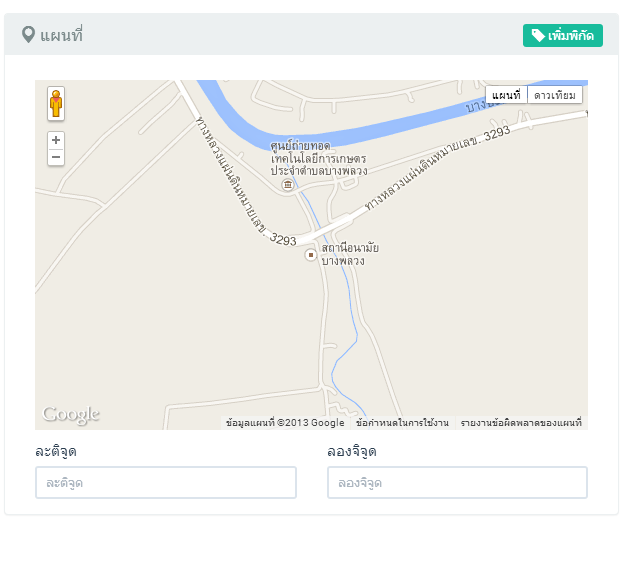 แผนที่
เพิ่มพิกัด
แผนที่
ดาวเทียม
ทางหลวงแผ่นดินหมายเลข. 3293
ศูนย์ถ่ายทอด
เทคโนโลยีการเกษตร
ประจำตำบลบางพลวง
ทางหลวงแผ่นดินหมายเลข. 3293
สถานีอนามัย
บางพลวง
Google
ข้อมูลแผนที่ ©2013 Google
ข้อกำหนดในการใช้งาน
รายงานข้อผิดพลาดของแผนที่
ละติจูด
ลองจิจูด
ละติจูด
ลองจิจูด